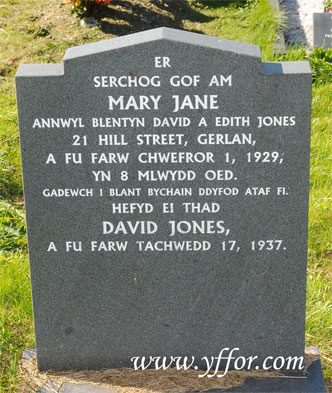 ER
SERCHOG GOF AM
MARY JANE
ANNWYL BLENTYN DAVID A EDITH JONES
21 HILL STREET, GERLAN,
A FU FARW CHWEFROR 1, 1929,
YN 8 MLWYDD OED.
GADEWCH I BLANT BYCHAIN DDYFOD ATAF FI.
HEFYD EI THAD
DAVID JONES,
A FU FARW TACHWEDD 17, 1937.
www.yffor.com